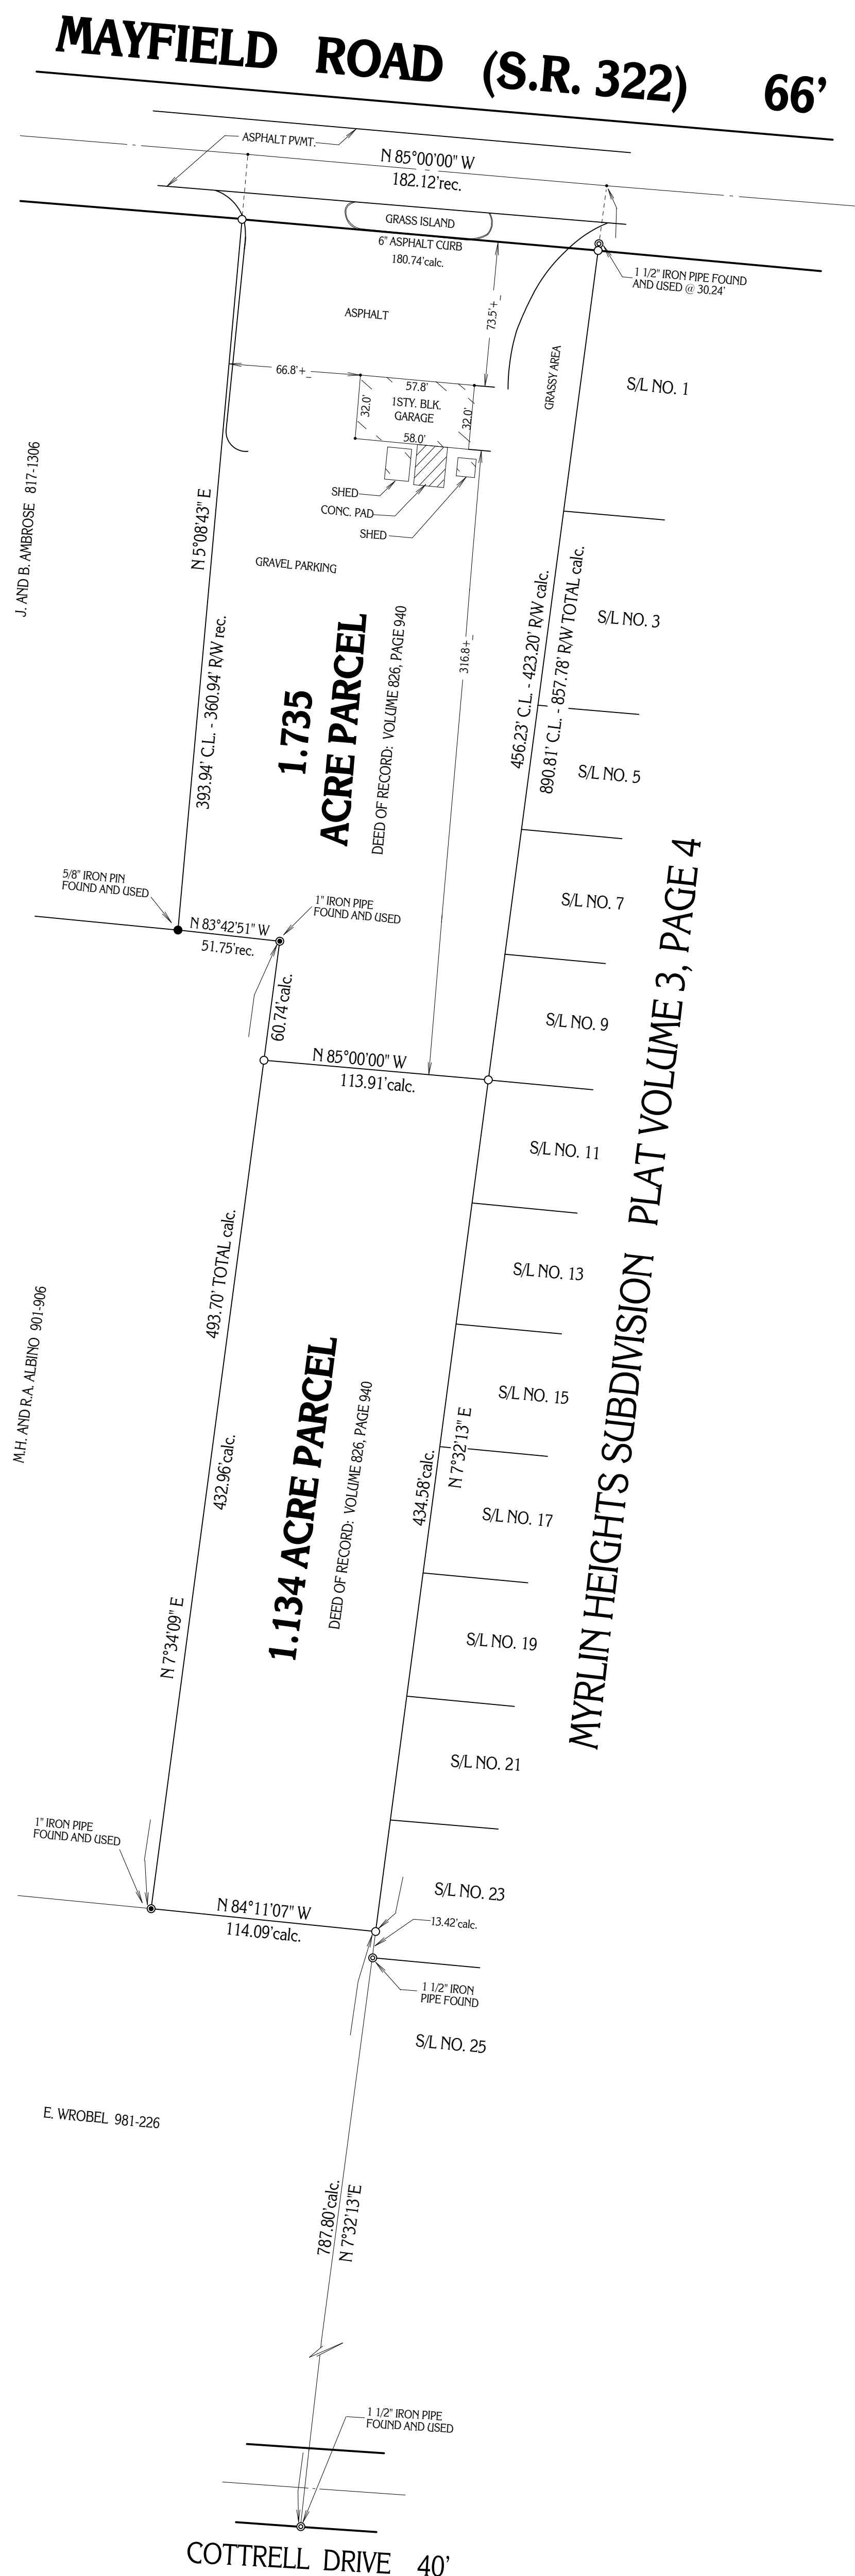 MAYFIELD ROAD (S.R. 322) 66'
ASPHALT PVMT.
N 85°00'00" W
182.12'rec.
GRASS ISLAND
6" ASPHALT CURB
180.74'calc.
1 1/2" IRON PIPE FOUND
AND USED @ 30.24'
ASPHALT
73.5'+_
GRASSY AREA
S/L NO. 1
66.8'+_
57.8'
32.0'
1STY. BLK.
GARAGE
32.0'
58.0'
SHED
CONC. PAD
SHED
J. AND B. AMBROSE 817-1306
N 5°08'43" E
GRAVEL PARKING
393.94' C.L. - 360.94' R/W rec.
1.735
ACRE PARCEL
DEED OF RECORD: VOLUME 826, PAGE 940
316.8+_
456.23' C.L. - 423.20' R/W calc.
890.81' C.L. - 857.78' R/W TOTAL calc.
S/L NO. 3
S/L NO. 5
S/L NO. 7
5/8" IRON PIN
FOUND AND USED
N 83°42'51" W
51.75'rec.
1" IRON PIPE
FOUND AND USED
60.74'calc.
S/L NO. 9
N 85°00'00" W
113.91'calc.
S/L NO. 11
MYRLIN HEIGHTS SUBDIVISION PLAT VOLUME 3, PAGE 4
493.70' TOTAL calc.
S/L NO. 13
M.H. AND R.A. ALBINO 901-906
1.134 ACRE PARCEL
DEED OF RECORD: VOLUME 826, PAGE 940
S/L NO. 15
432.96'calc.
434.58'calc.
N 7°32'13" E
S/L NO. 17
N 7°34'09" E
S/L NO. 19
S/L NO. 21
1" IRON PIPE
FOUND AND USED
S/L NO. 23
N 84°11'07" W
114.09'calc.
13.42'calc.
1 1/2" IRON
PIPE FOUND
S/L NO. 25
E. WROBEL 981-226
787.80'calc.
N 7°32'13"E
1 1/2" IRON PIPE
FOUND AND USED
COTTRELL DRIVE 40'